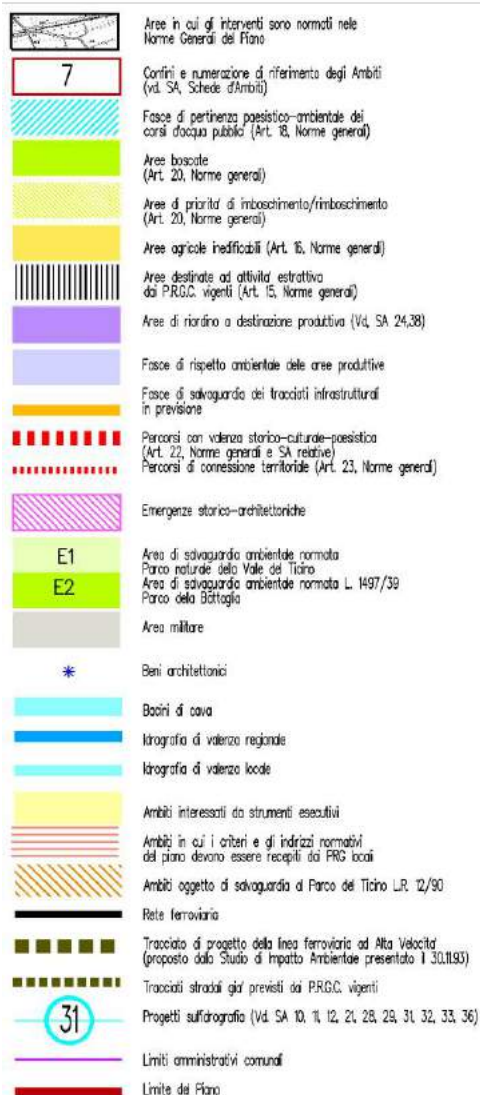 Aree in cui gli interventi sono normati nele
Norme Generali del Piano
7
Confini e numerazione di riferimento degli Ambiti
(vd. SA, Schede d'Ambiti)
Fasce di pertinenza paesistico-ambientale dei
corsi d'acqua pubblici (Art. 18, Norme generali)
Aree boscate
(Art. 20, Norme generali)
Aree di priorita' di imboschimento/rimboschimento
(Art. 20, Norme generali)
Aree agricole inedificabili (Art. 16, Norme generali)
Aree destinate ad attivita' estrattiva
dai P.R.G.C. vigenti (Art. 15, Norme generali)
Aree di riordino a destinazione produttiva (Vd. SA 24,38)
Fasce di rispetto ambientale dele aree produttive
Fasce di salvaguardia dei tracciati infrastrutturali
in previsione
Percorsi con valenza storico-culturale-paesistica
(Art. 22, Norme generali e SA relative)
Percorsi di connessione territoriale (Art. 23, Norme generali)
Emergenze storico-architettoniche
E1
Area di salvaguardia ambientale normata
Parco naturale della Valle del Ticino
E2
Area di salvaguardia ambientale normata L. 1497/39
Parco della Battaglia
Area militare
Beni architettonici
Bacini di cava
Idrografia di valenza regionale
Idrografia di valenza locale
Ambiti interessati da strumenti esecutivi
Ambiti in cui i criteri e gli indirizzi normativi
del piano devono essere recepiti dai PRG locali
Ambiti oggetto di salvaguardia al Parco del Ticino L.R. 12/90
Rete ferroviaria
Tracciato di progetto della linea ferroviaria ad Alta Velocita'
(proposto dallo Studio di Impatto Ambientale presentato il 30.11.93)
Tracciati stradali gia' previsti dai P.R.G.C. vigenti
31
Progetti sull'idrografia (Vd. SA 10, 11, 12, 21, 28, 29, 31, 32, 33, 36)
Limiti amministrativi comunali
Limite del Piano